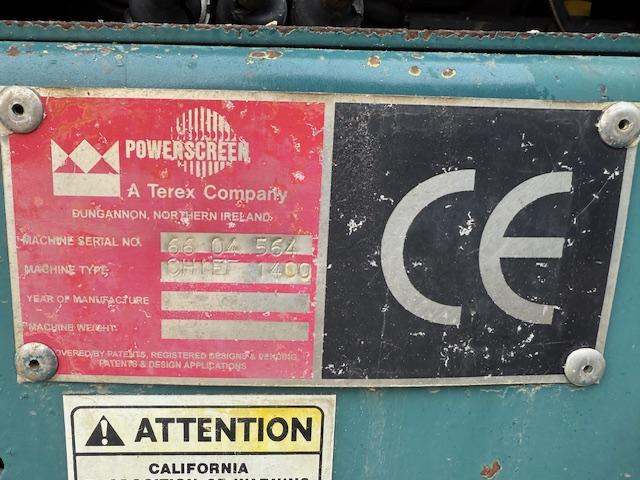 POWERSCREEN
A Terex Company
DUNGANNON, NORTHERN IRELAND
MACHINE SERIAL NO. 66 04 564
MACHINE TYPE CHIEF 1400
YEAR OF MANUFACTURE
MACHINE WEIGHT
COVERED BY PATENTS, REGISTERED DESIGNS & PENDING
PATENTS & DESIGN APPLICATIONS
CE
ATTENTION
CALIFORNIA